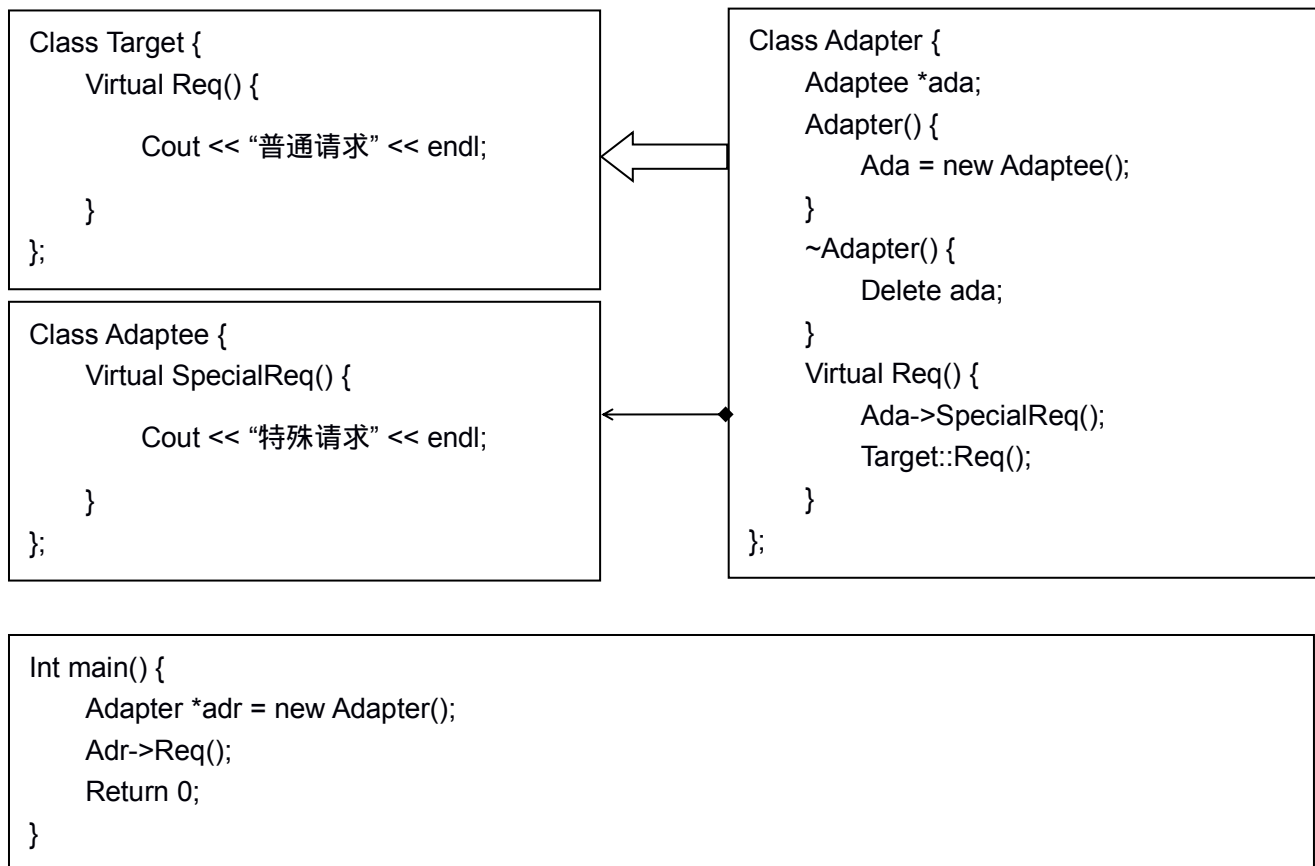 Class Target {
Virtual Req() {
Cout << “普通请求” << endl;
}
};
Class Adaptee {
Virtual SpecialReq() {
Cout << “特殊请求” << endl;
}
};
Class Adapter {
Adaptee *ada;
Adapter() {
Ada = new Adaptee();
}
~Adapter() {
Delete ada;
}
Virtual Req() {
Ada->SpecialReq();
Target::Req();
}
};
Int main() {
Adapter *adr = new Adapter();
Adr->Req();
Return 0;
}